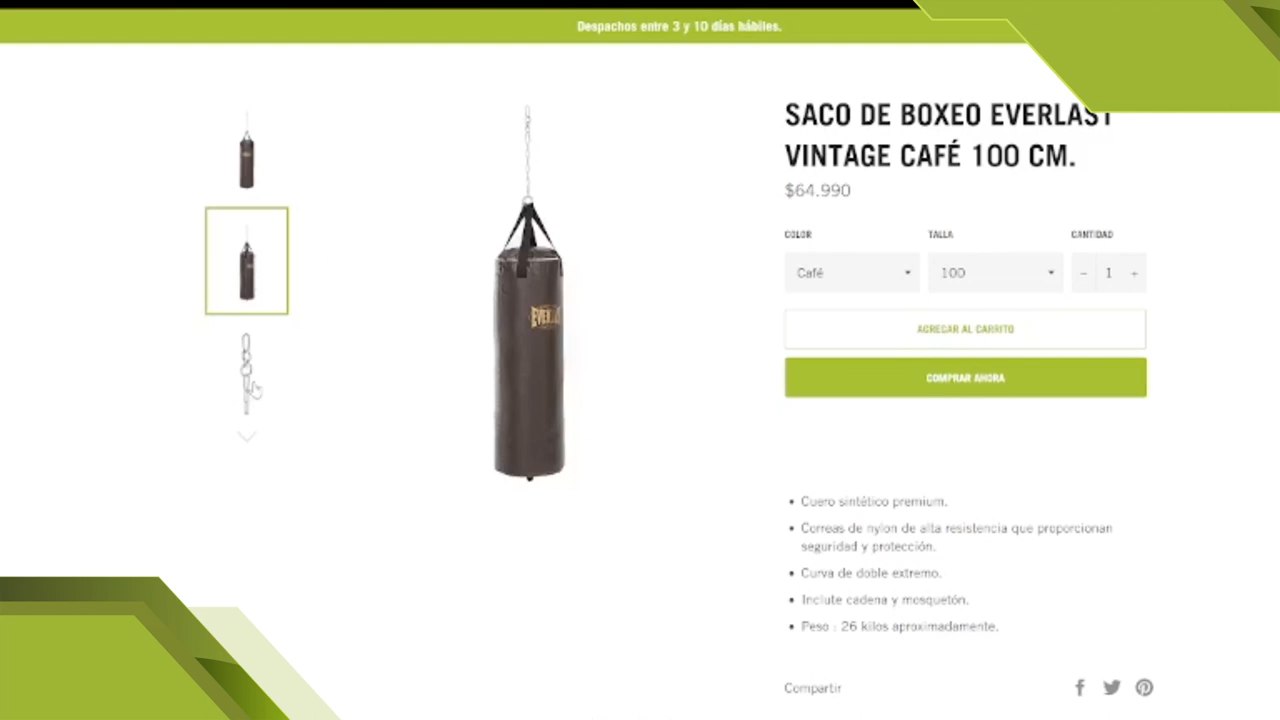 Despachos entre 3 y 10 días hábiles.
SACO DE BOXEO EVERLAST
VINTAGE CAFÉ 100 CM.
$64.990
COLOR TALLA CANTIDAD
Café 100 − 1 +
AGREGAR AL CARRITO
COMPRAR AHORA
• Cuero sintético premium.
• Correas de nylon de alta resistencia que proporcionan
seguridad y protección.
• Curva de doble extremo.
• Inclute cadena y mosquetón.
• Peso : 26 kilos aproximadamente.
Compartir